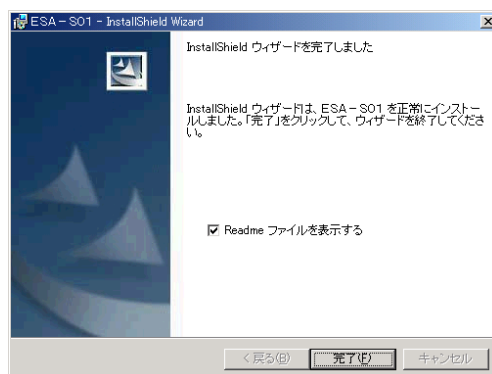 ESA－S01 - InstallShield Wizard
InstallShield ウィザードを完了しました
InstallShield ウィザードは、ESA－S01 を正常にインストー
ルしました。「完了」をクリックして、ウィザードを終了してくださ
い。
Readme ファイルを表示する
< 戻る(B)
完了(F)
キャンセル